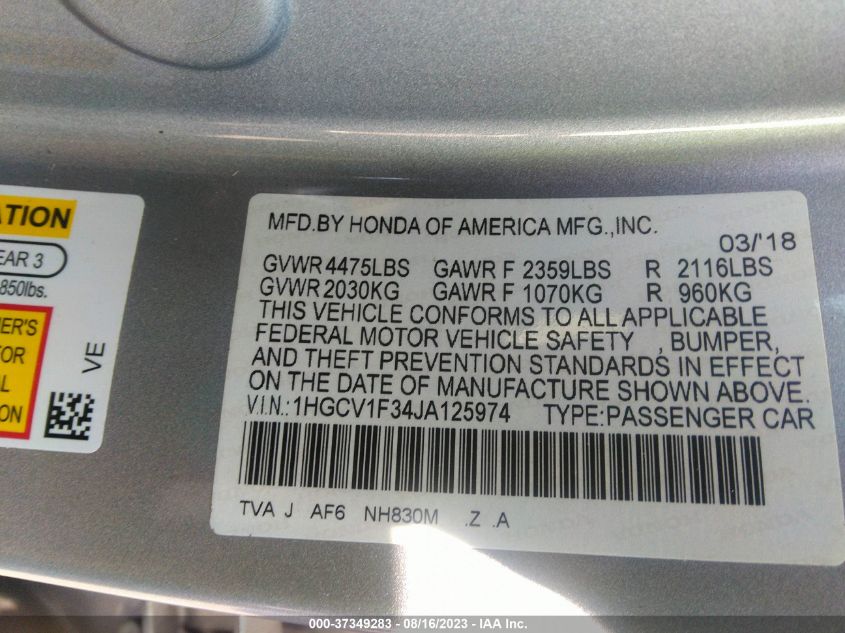 ATION
EAR 3
850lbs.
ER'S
TOR
L
ION
VE
MFD.BY HONDA OF AMERICA MFG.,INC.
03/'18
GVWR 4475LBS GAWR F 2359LBS R 2116LBS
GVWR 2030KG GAWR F 1070KG R 960KG
THIS VEHICLE CONFORMS TO ALL APPLICABLE
FEDERAL MOTOR VEHICLE SAFETY , BUMPER,
AND THEFT PREVENTION STANDARDS IN EFFECT
ON THE DATE OF MANUFACTURE SHOWN ABOVE.
V.I.N.:1HGCV1F34JA125974 TYPE:PASSENGER CAR
TVA J AF6 NH830M .Z .A
000-37349283 / 08/16/2023 - IAA Inc.